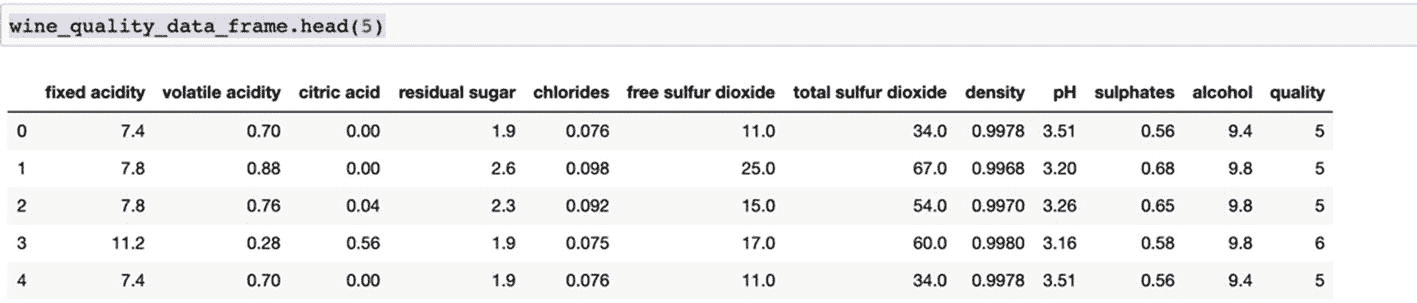 wine_quality_data_frame.head(5)
fixed acidity volatile acidity citric acid residual sugar chlorides free sulfur dioxide total sulfur dioxide density pH sulphates alcohol quality
0 7.4 0.70 0.00 1.9 0.076 11.0 34.0 0.9978 3.51 0.56 9.4 5
1 7.8 0.88 0.00 2.6 0.098 25.0 67.0 0.9968 3.20 0.68 9.8 5
2 7.8 0.76 0.04 2.3 0.092 15.0 54.0 0.9970 3.26 0.65 9.8 5
3 11.2 0.28 0.56 1.9 0.075 17.0 60.0 0.9980 3.16 0.58 9.8 6
4 7.4 0.70 0.00 1.9 0.076 11.0 34.0 0.9978 3.51 0.56 9.4 5